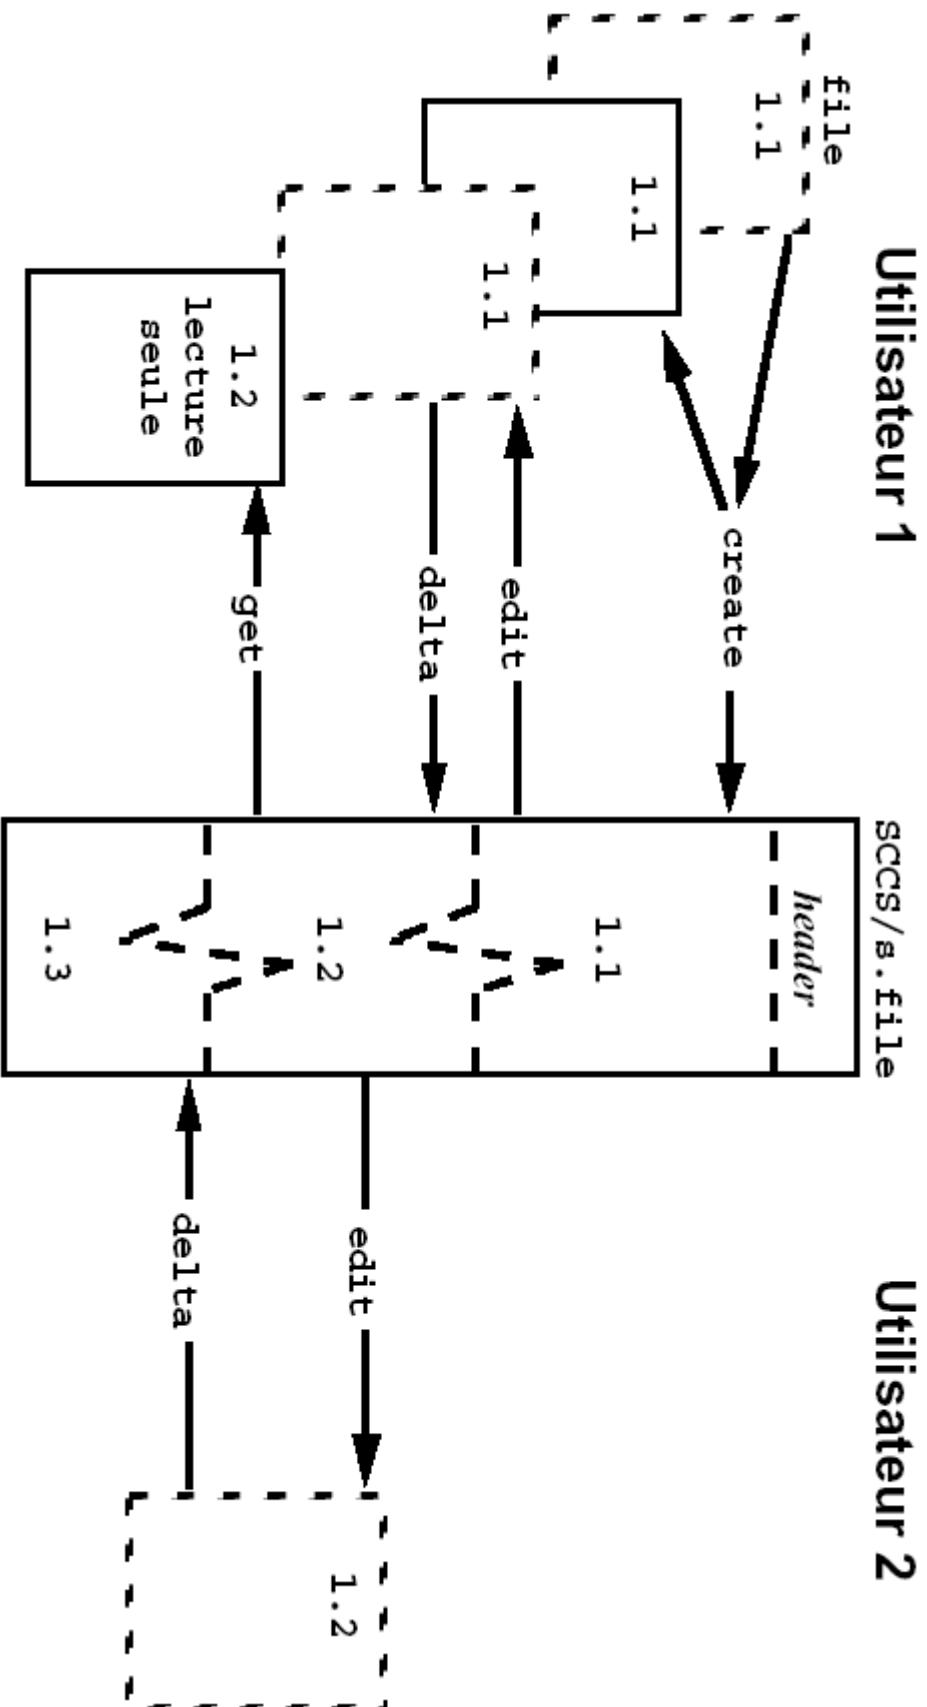 Utilisateur 1
Utilisateur 2
file
SCCS/s.file
1.1
header
1.1
create
1.1
1.1
edit
delta
1.2
edit
1.2
1.2
lecture
seule
get
delta
1.3